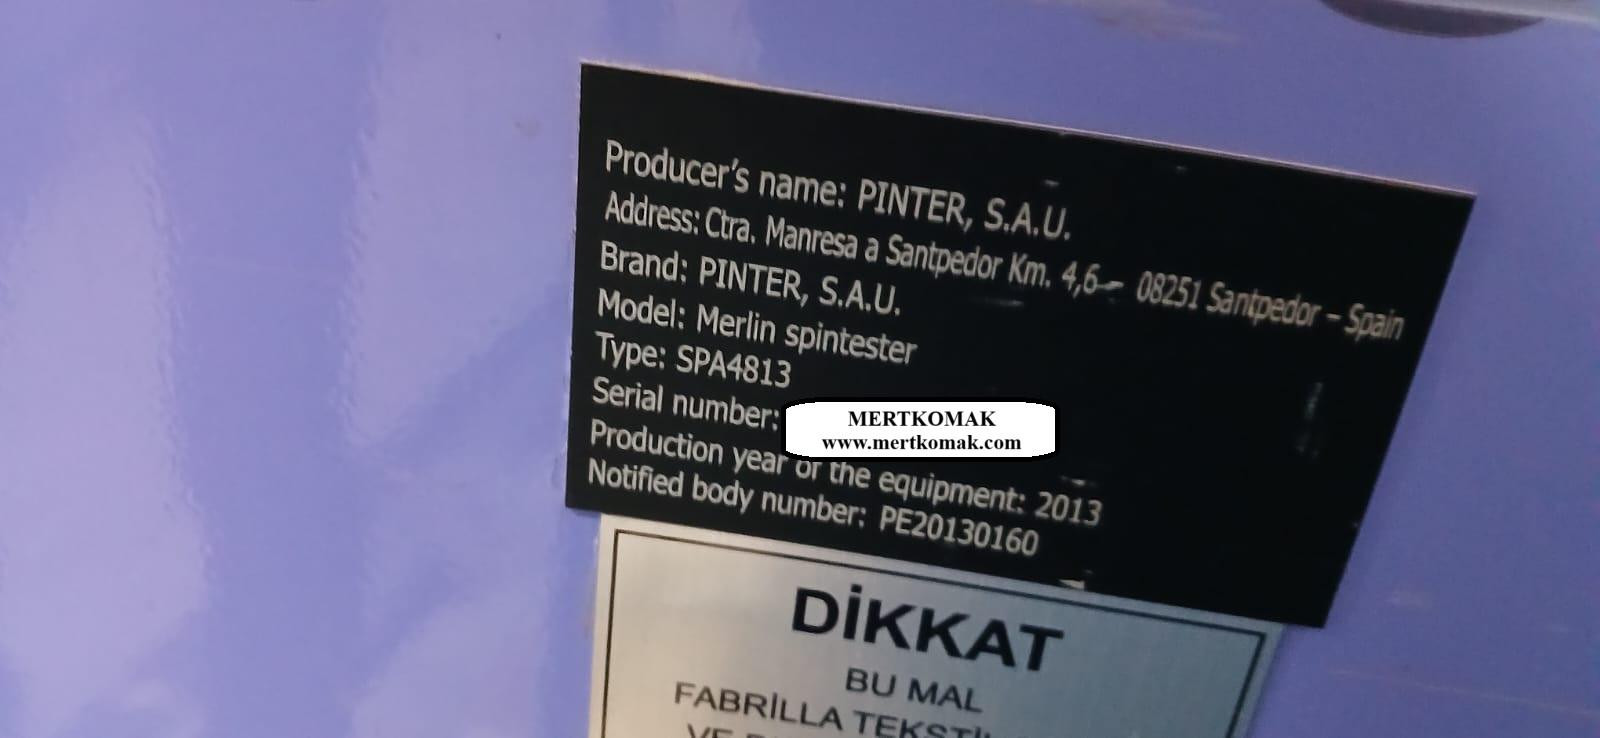 Producer's name: PINTER, S.A.U.
Address: Ctra. Manresa a Santpedor Km. 4,6 – 08251 Santpedor – Spain
Brand: PINTER, S.A.U.
Model: Merlin spintester
Type: SPA4813
Serial number:
MERTKOMAK
www.mertkomak.com
Production year of the equipment: 2013
Notified body number: PE20130160
DİKKAT
BU MAL
FABRİLLA
VE